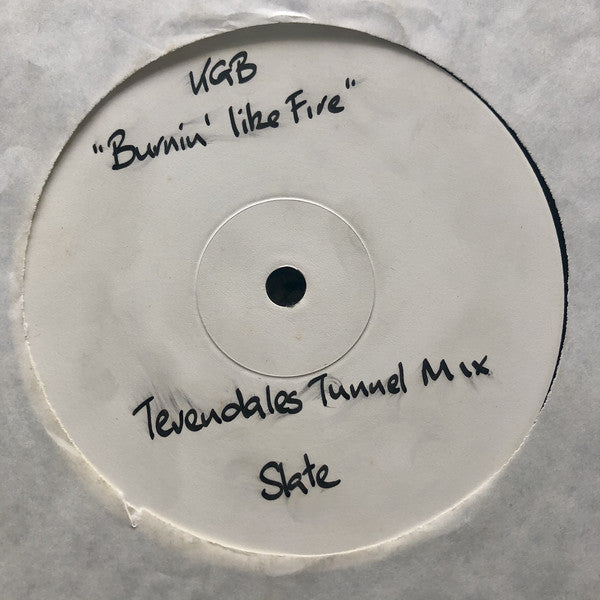 KGB
"Burnin' like Fire"
Tevendales Tunnel Mix
Slate